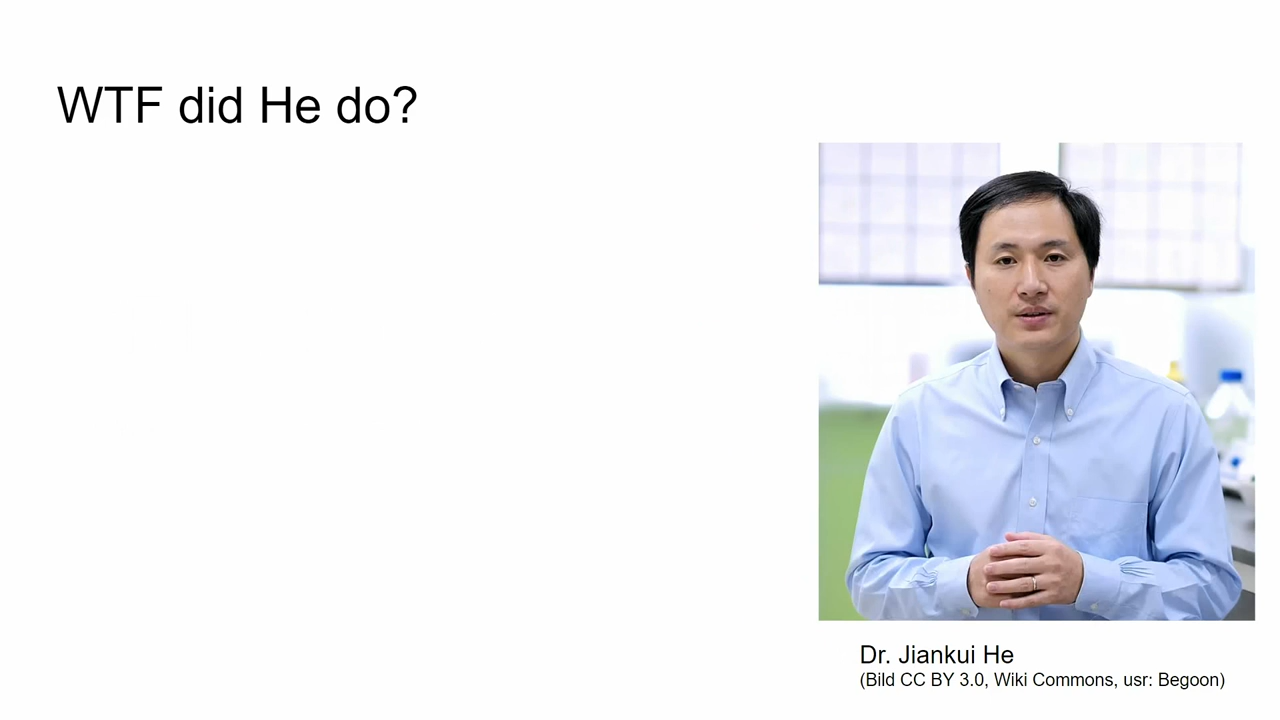 WTF did He do?
Dr. Jiankui He
(Bild CC BY 3.0, Wiki Commons, usr: Begoon)